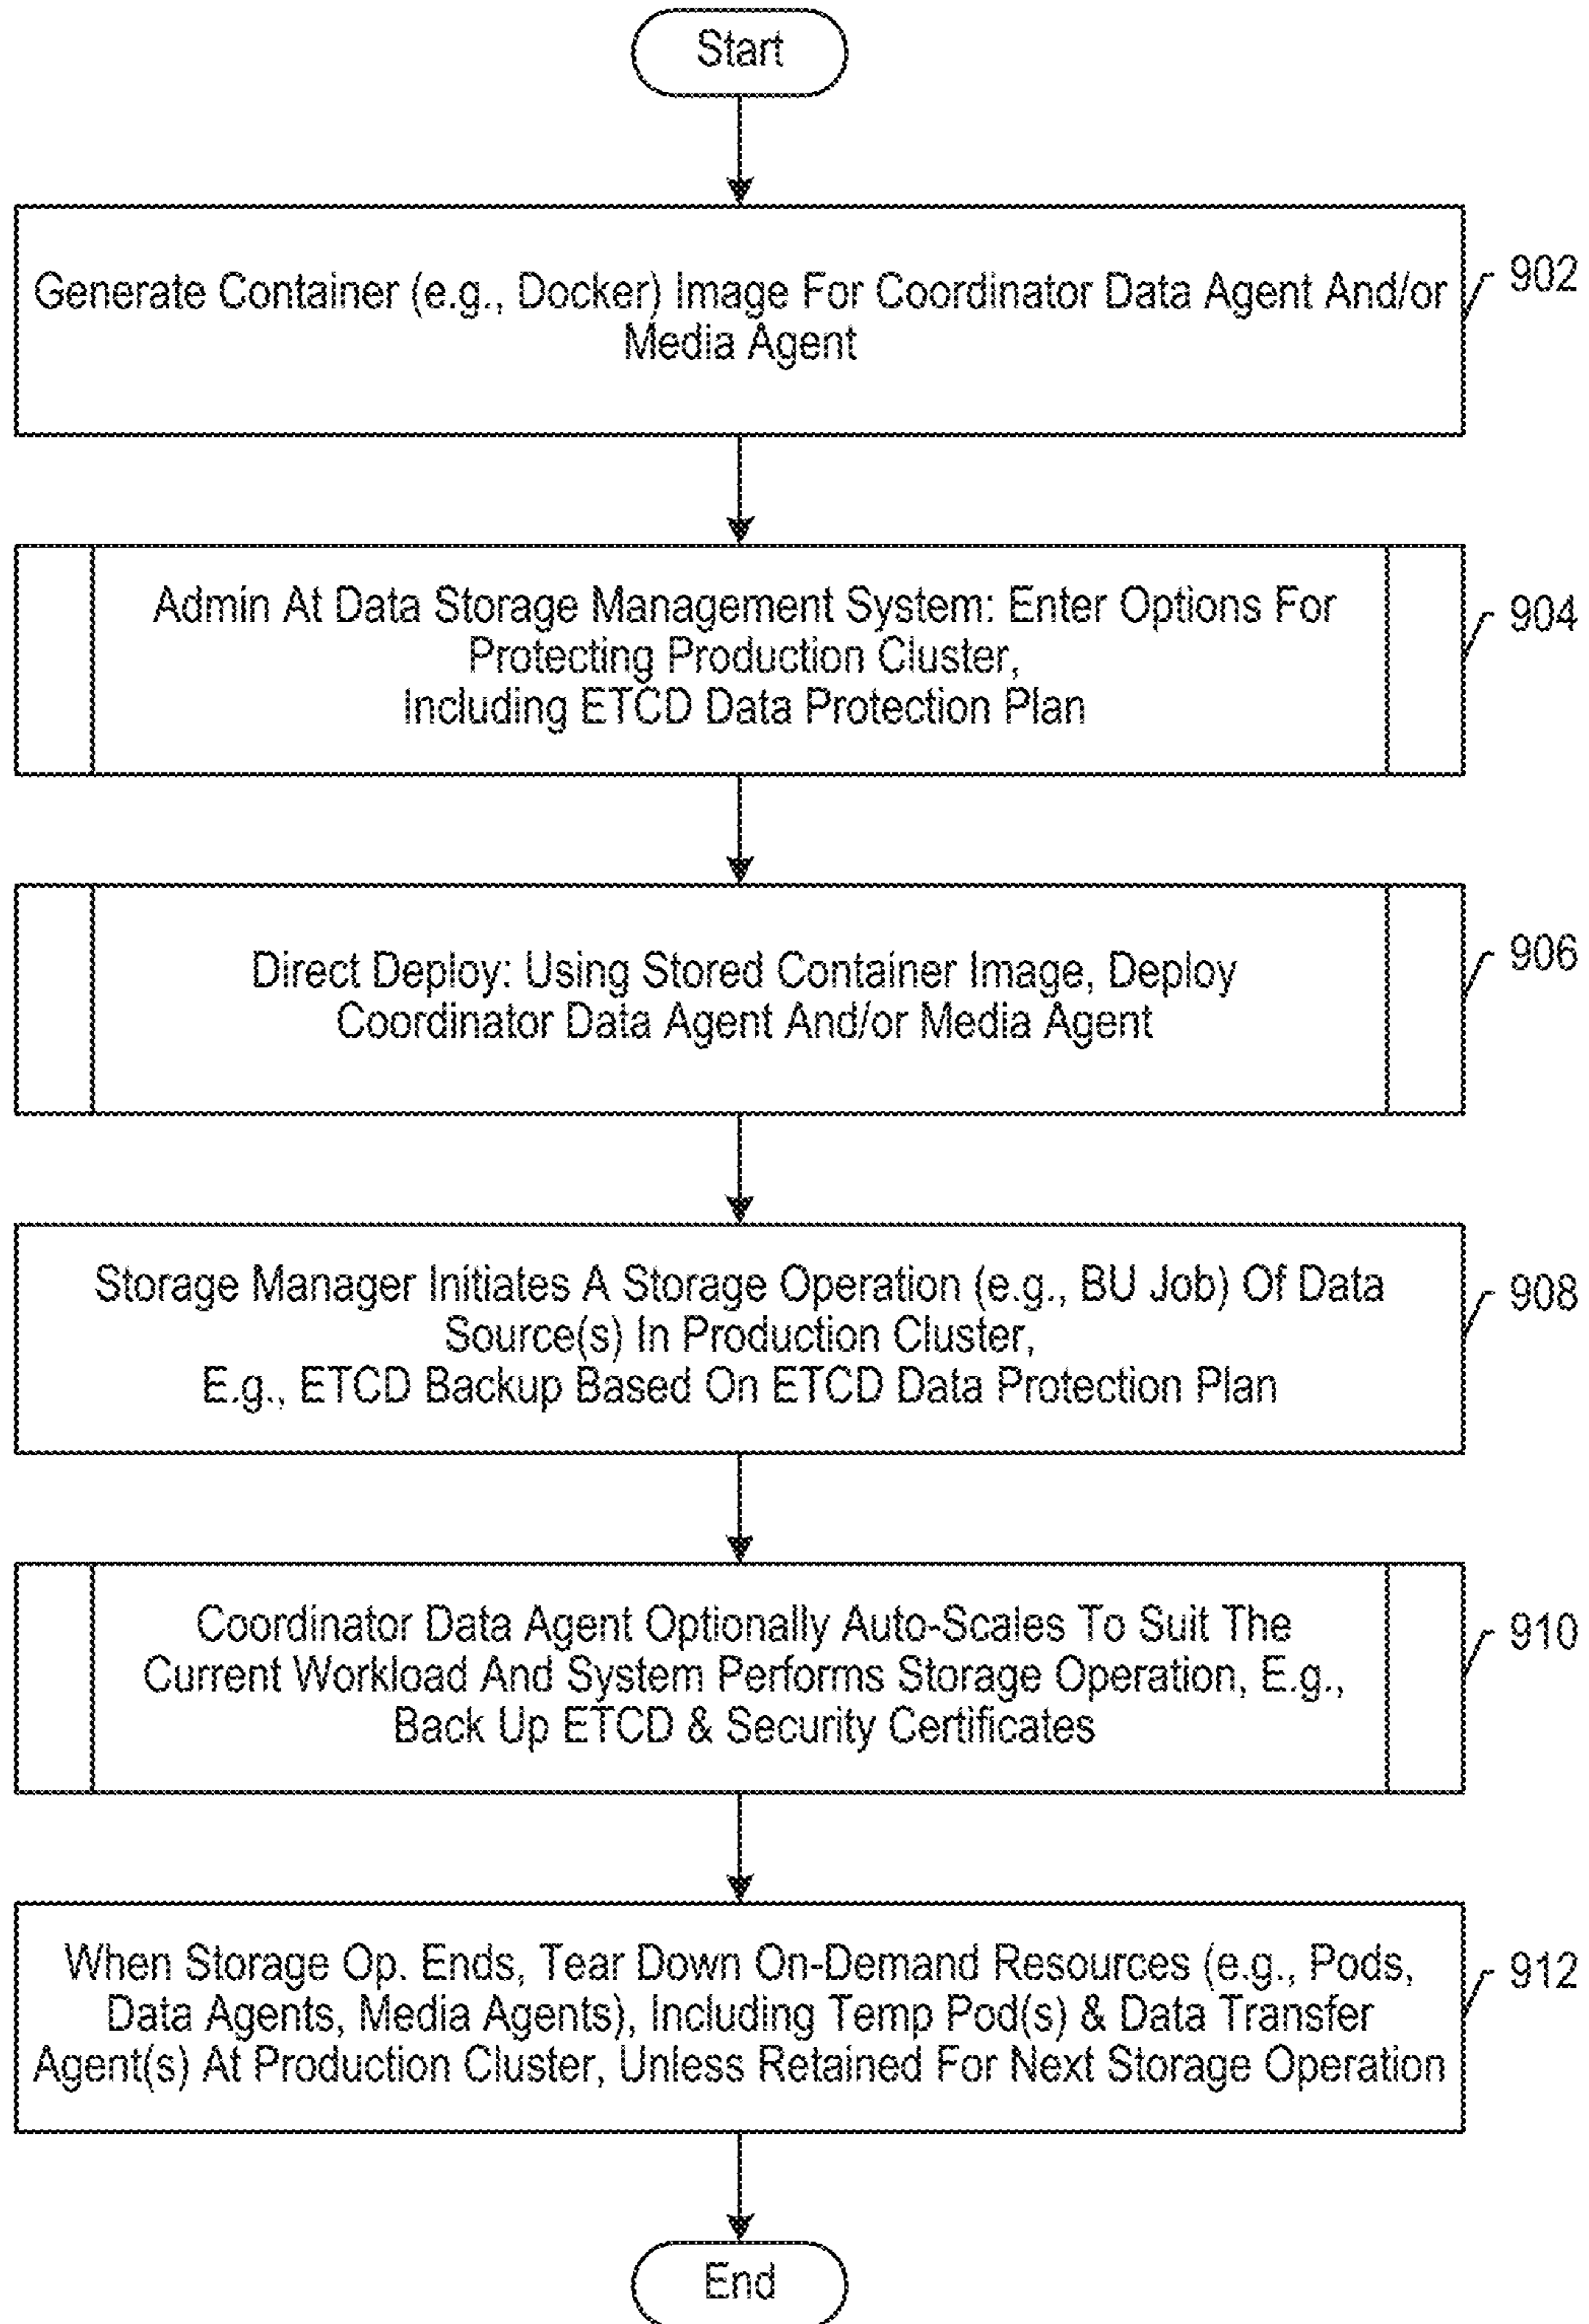 Start
Generate Container (e.g., Docker) Image For Coordinator Data Agent And/or
Media Agent
902
Admin At Data Storage Management System: Enter Options For
Protecting Production Cluster,
Including ETCD Data Protection Plan
904
Direct Deploy: Using Stored Container Image, Deploy
Coordinator Data Agent And/or Media Agent
906
Storage Manager Initiates A Storage Operation (e.g., BU Job) Of Data
Source(s) In Production Cluster,
E.g., ETCD Backup Based On ETCD Data Protection Plan
908
Coordinator Data Agent Optionally Auto-Scales To Suit The
Current Workload And System Performs Storage Operation, E.g.,
Back Up ETCD & Security Certificates
910
When Storage Op. Ends, Tear Down On-Demand Resources (e.g., Pods,
Data Agents, Media Agents), Including Temp Pod(s) & Data Transfer
Agent(s) At Production Cluster, Unless Retained For Next Storage Operation
912
End